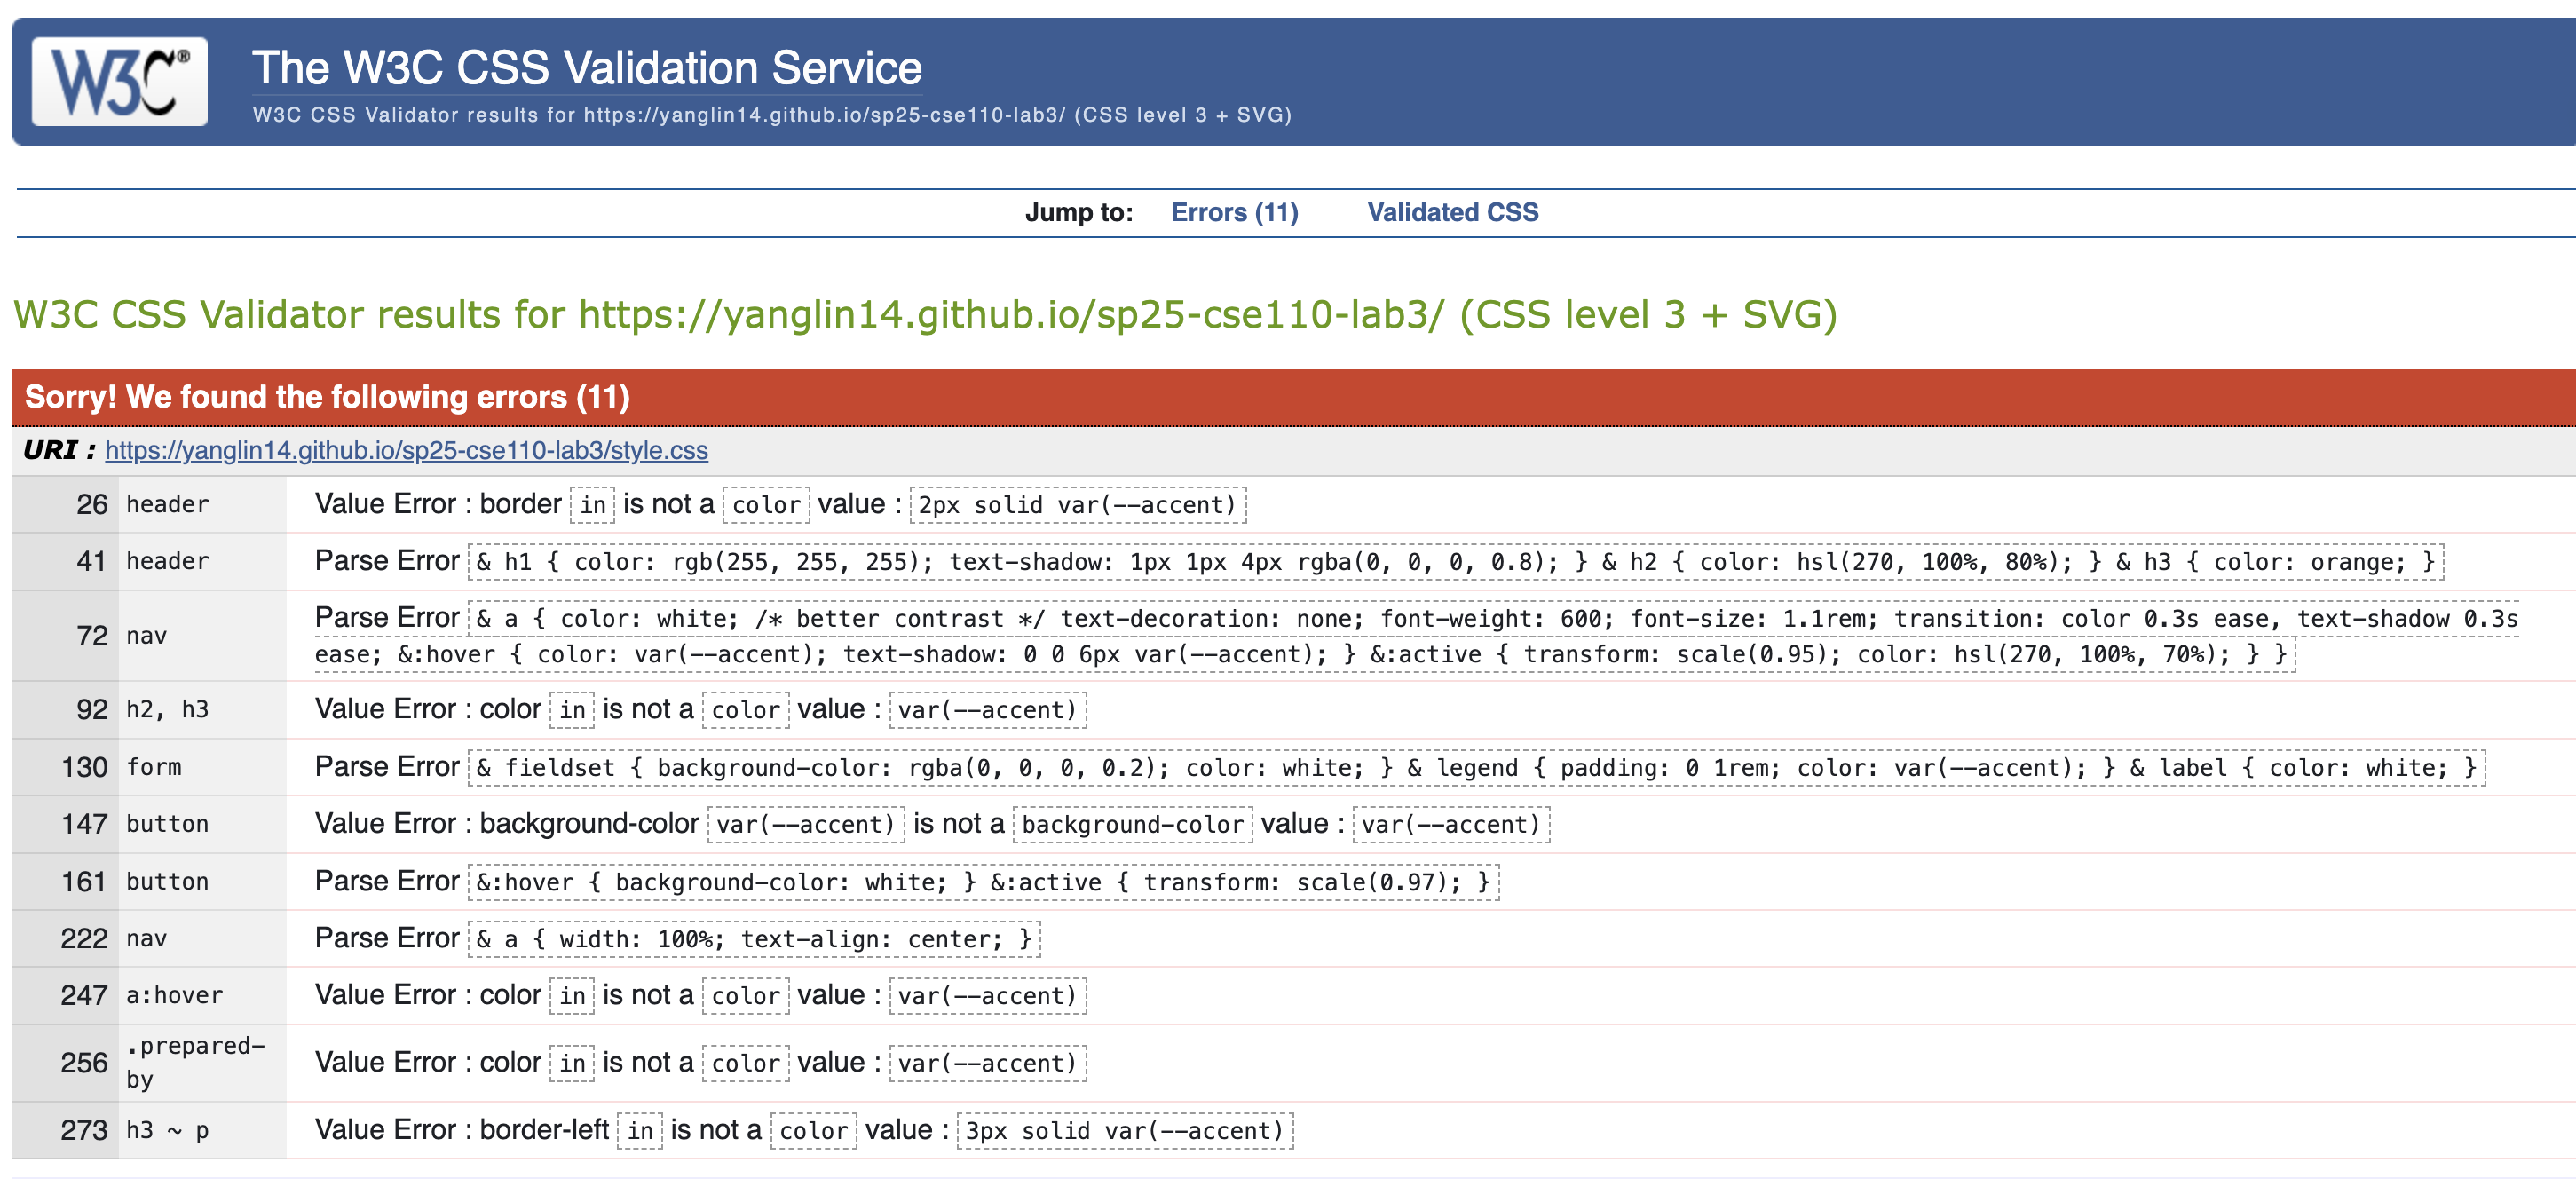 W3C®
The W3C CSS Validation Service
W3C CSS Validator results for https://yanglin14.github.io/sp25-cse110-lab3/ (CSS level 3 + SVG)
Jump to: Errors (11) Validated CSS
W3C CSS Validator results for https://yanglin14.github.io/sp25-cse110-lab3/ (CSS level 3 + SVG)
Sorry! We found the following errors (11)
URI : https://yanglin14.github.io/sp25-cse110-lab3/style.css
26 header Value Error : border in is not a color value : 2px solid var(--accent)
41 header Parse Error & h1 { color: rgb(255, 255, 255); text-shadow: 1px 1px 4px rgba(0, 0, 0, 0.8); } & h2 { color: hsl(270, 100%, 80%); } & h3 { color: orange; }
72 nav Parse Error & a { color: white; /* better contrast */ text-decoration: none; font-weight: 600; font-size: 1.1rem; transition: color 0.3s ease, text-shadow 0.3s
ease; &:hover { color: var(--accent); text-shadow: 0 0 6px var(--accent); } &:active { transform: scale(0.95); color: hsl(270, 100%, 70%); } }
92 h2, h3 Value Error : color in is not a color value : var(--accent)
130 form Parse Error & fieldset { background-color: rgba(0, 0, 0, 0.2); color: white; } & legend { padding: 0 1rem; color: var(--accent); } & label { color: white; }
147 button Value Error : background-color var(--accent) is not a background-color value : var(--accent)
161 button Parse Error &:hover { background-color: white; } &:active { transform: scale(0.97); }
222 nav Parse Error & a { width: 100%; text-align: center; }
247 a:hover Value Error : color in is not a color value : var(--accent)
256 .prepared-
by Value Error : color in is not a color value : var(--accent)
273 h3 ~ p Value Error : border-left in is not a color value : 3px solid var(--accent)